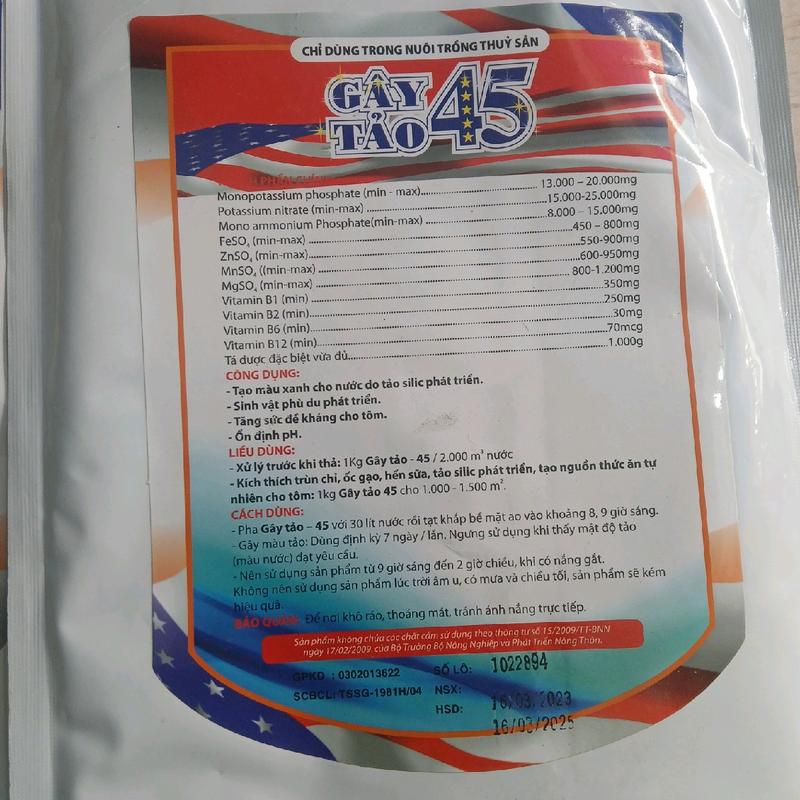 CHỈ DÙNG TRONG NUÔI TRỒNG THUỶ SẢN
GÂY
TẢO 45
Monopotassium phosphate (min - max)........ 13.000 – 20.000mg
Potassium nitrate (min-max) ........ 15.000-25.000mg
Mono ammonium Phosphate(min-max) ........ 8.000 – 15.000mg
FeSO₄ (min-max) ........ 450 – 800mg
ZnSO₄ (min-max)........ 550-900mg
MnSO₄ ((min-max) ........ 600-950mg
MgSO₄ (min-max) ........ 800-1.200mg
Vitamin B1 (min) ........ 350mg
Vitamin B2 (min)........ 250mg
Vitamin B6 (min)........ 30mg
Vitamin B12 (min)........ 70mcg
Tá dược đặc biệt vừa đủ........ 1.000g
CÔNG DỤNG:
- Tạo màu xanh cho nước do tảo silic phát triển.
- Sinh vật phù du phát triển.
- Tăng sức đề kháng cho tôm.
- Ổn định pH.
LIỀU DÙNG:
- Xử lý trước khi thả: 1Kg Gây tảo - 45 / 2.000 m³ nước
- Kích thích trùn chỉ, ốc gạo, hến sữa, tảo silic phát triển, tạo nguồn thức ăn tự
nhiên cho tôm: 1kg Gây tảo 45 cho 1.000 - 1.500 m².
CÁCH DÙNG:
- Pha Gây tảo – 45 với 30 lít nước rồi tạt khắp bề mặt ao vào khoảng 8, 9 giờ sáng.
- Gây màu tảo: Dùng định kỳ 7 ngày / lần. Ngưng sử dụng khi thấy mật độ tảo
(màu nước) đạt yêu cầu.
- Nên sử dụng sản phẩm từ 9 giờ sáng đến 2 giờ chiều, khi có nắng gắt.
Không nên sử dụng sản phẩm lúc trời âm u, có mưa và chiều tối, sản phẩm sẽ kém
hiệu quả.
BẢO QUẢN: Để nơi khô ráo, thoáng mát, tránh ánh nắng trực tiếp.
Sản phẩm không chứa các chất cấm sử dụng theo thông tư số 15/2009/TT-BNN
ngày 17/02/2009, của Bộ Trưởng Bộ Nông Nghiệp và Phát Triển Nông Thôn.
GPKD : 0302013622
SỐ LÔ: 1022894
SCBCL: TSSG-1981H/04
NSX: 16/03/2023
HSD: 16/03/2025